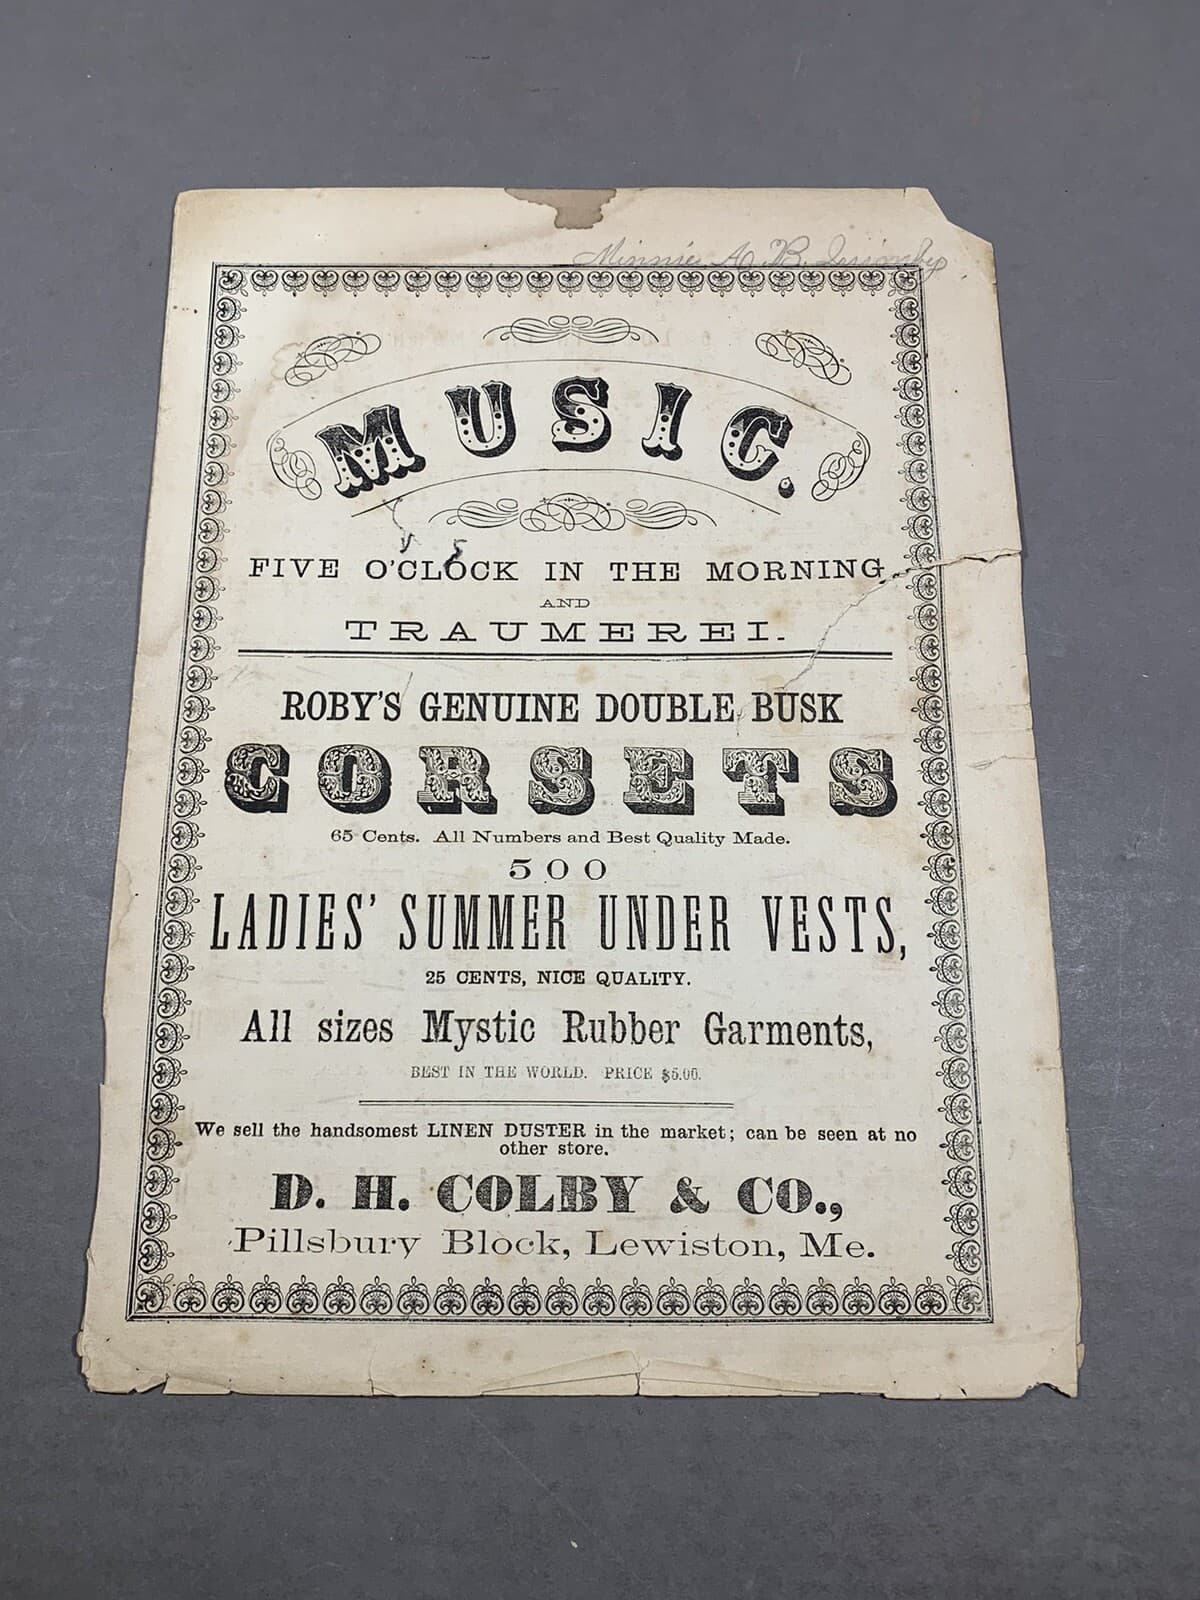 Minnie A. B. Quimby
MUSIC.
FIVE O'CLOCK IN THE MORNING
AND
TRAUMEREI.
ROBY'S GENUINE DOUBLE BUSK
CORSETS
65 Cents. All Numbers and Best Quality Made.
500
LADIES' SUMMER UNDER VESTS,
25 CENTS, NICE QUALITY.
All sizes Mystic Rubber Garments,
BEST IN THE WORLD. PRICE $5.00.
We sell the handsomest LINEN DUSTER in the market; can be seen at no
other store.
D. H. COLBY & CO.,
Pillsbury Block, Lewiston, Me.